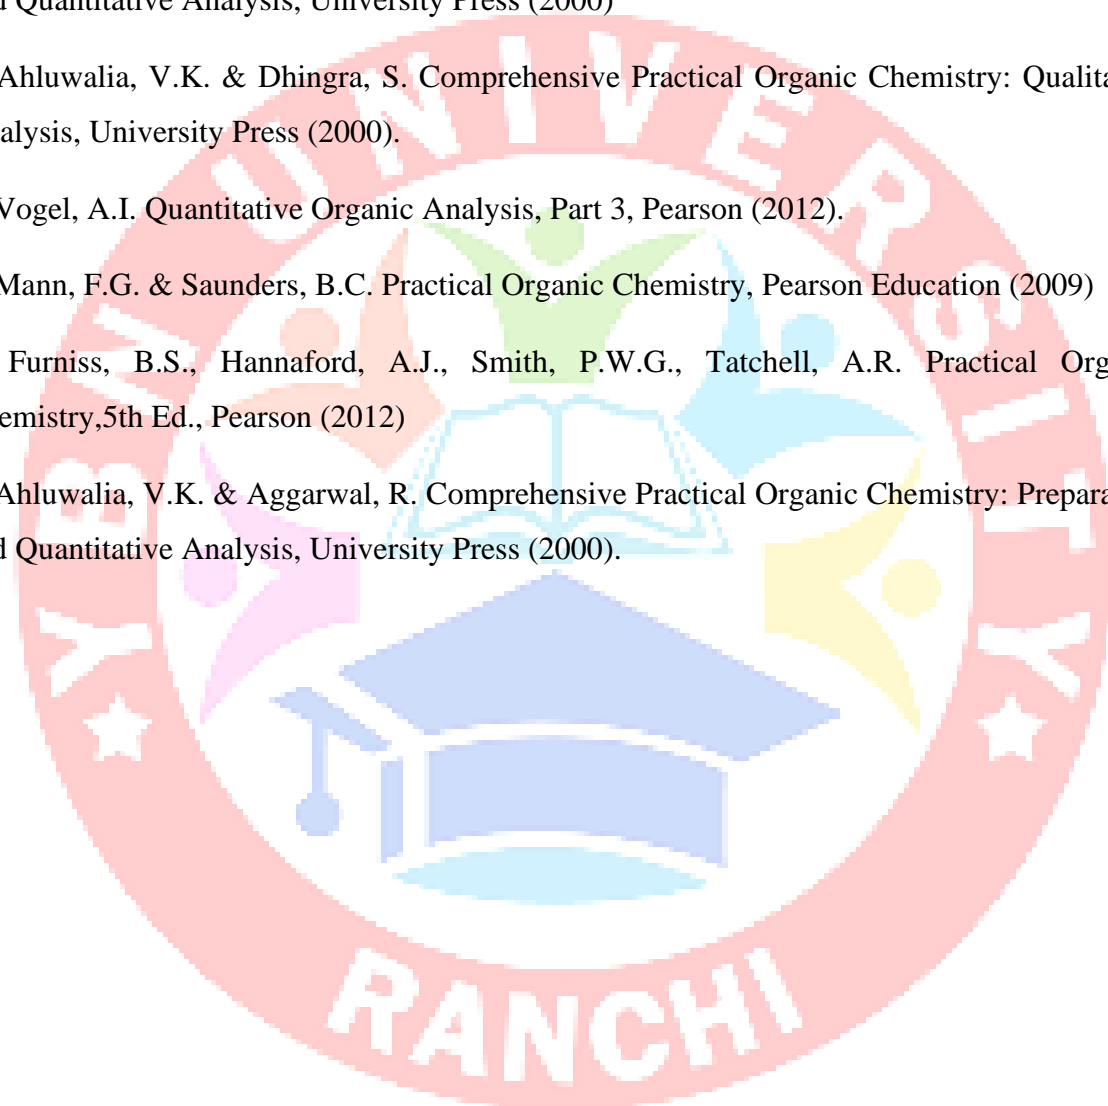 d Quantitative Analysis, University Press (2000)
Ahluwalia, V.K. & Dhingra, S. Comprehensive Practical Organic Chemistry: Qualita
alysis, University Press (2000).
Vogel, A.I. Quantitative Organic Analysis, Part 3, Pearson (2012).
Mann, F.G. & Saunders, B.C. Practical Organic Chemistry, Pearson Education (2009)
Furniss, B.S., Hannaford, A.J., Smith, P.W.G., Tatchell, A.R. Practical Org
emistry,5th Ed., Pearson (2012)
Ahluwalia, V.K. & Aggarwal, R. Comprehensive Practical Organic Chemistry: Prepara
d Quantitative Analysis, University Press (2000).
YBN UNIVERSITY
RANCHI